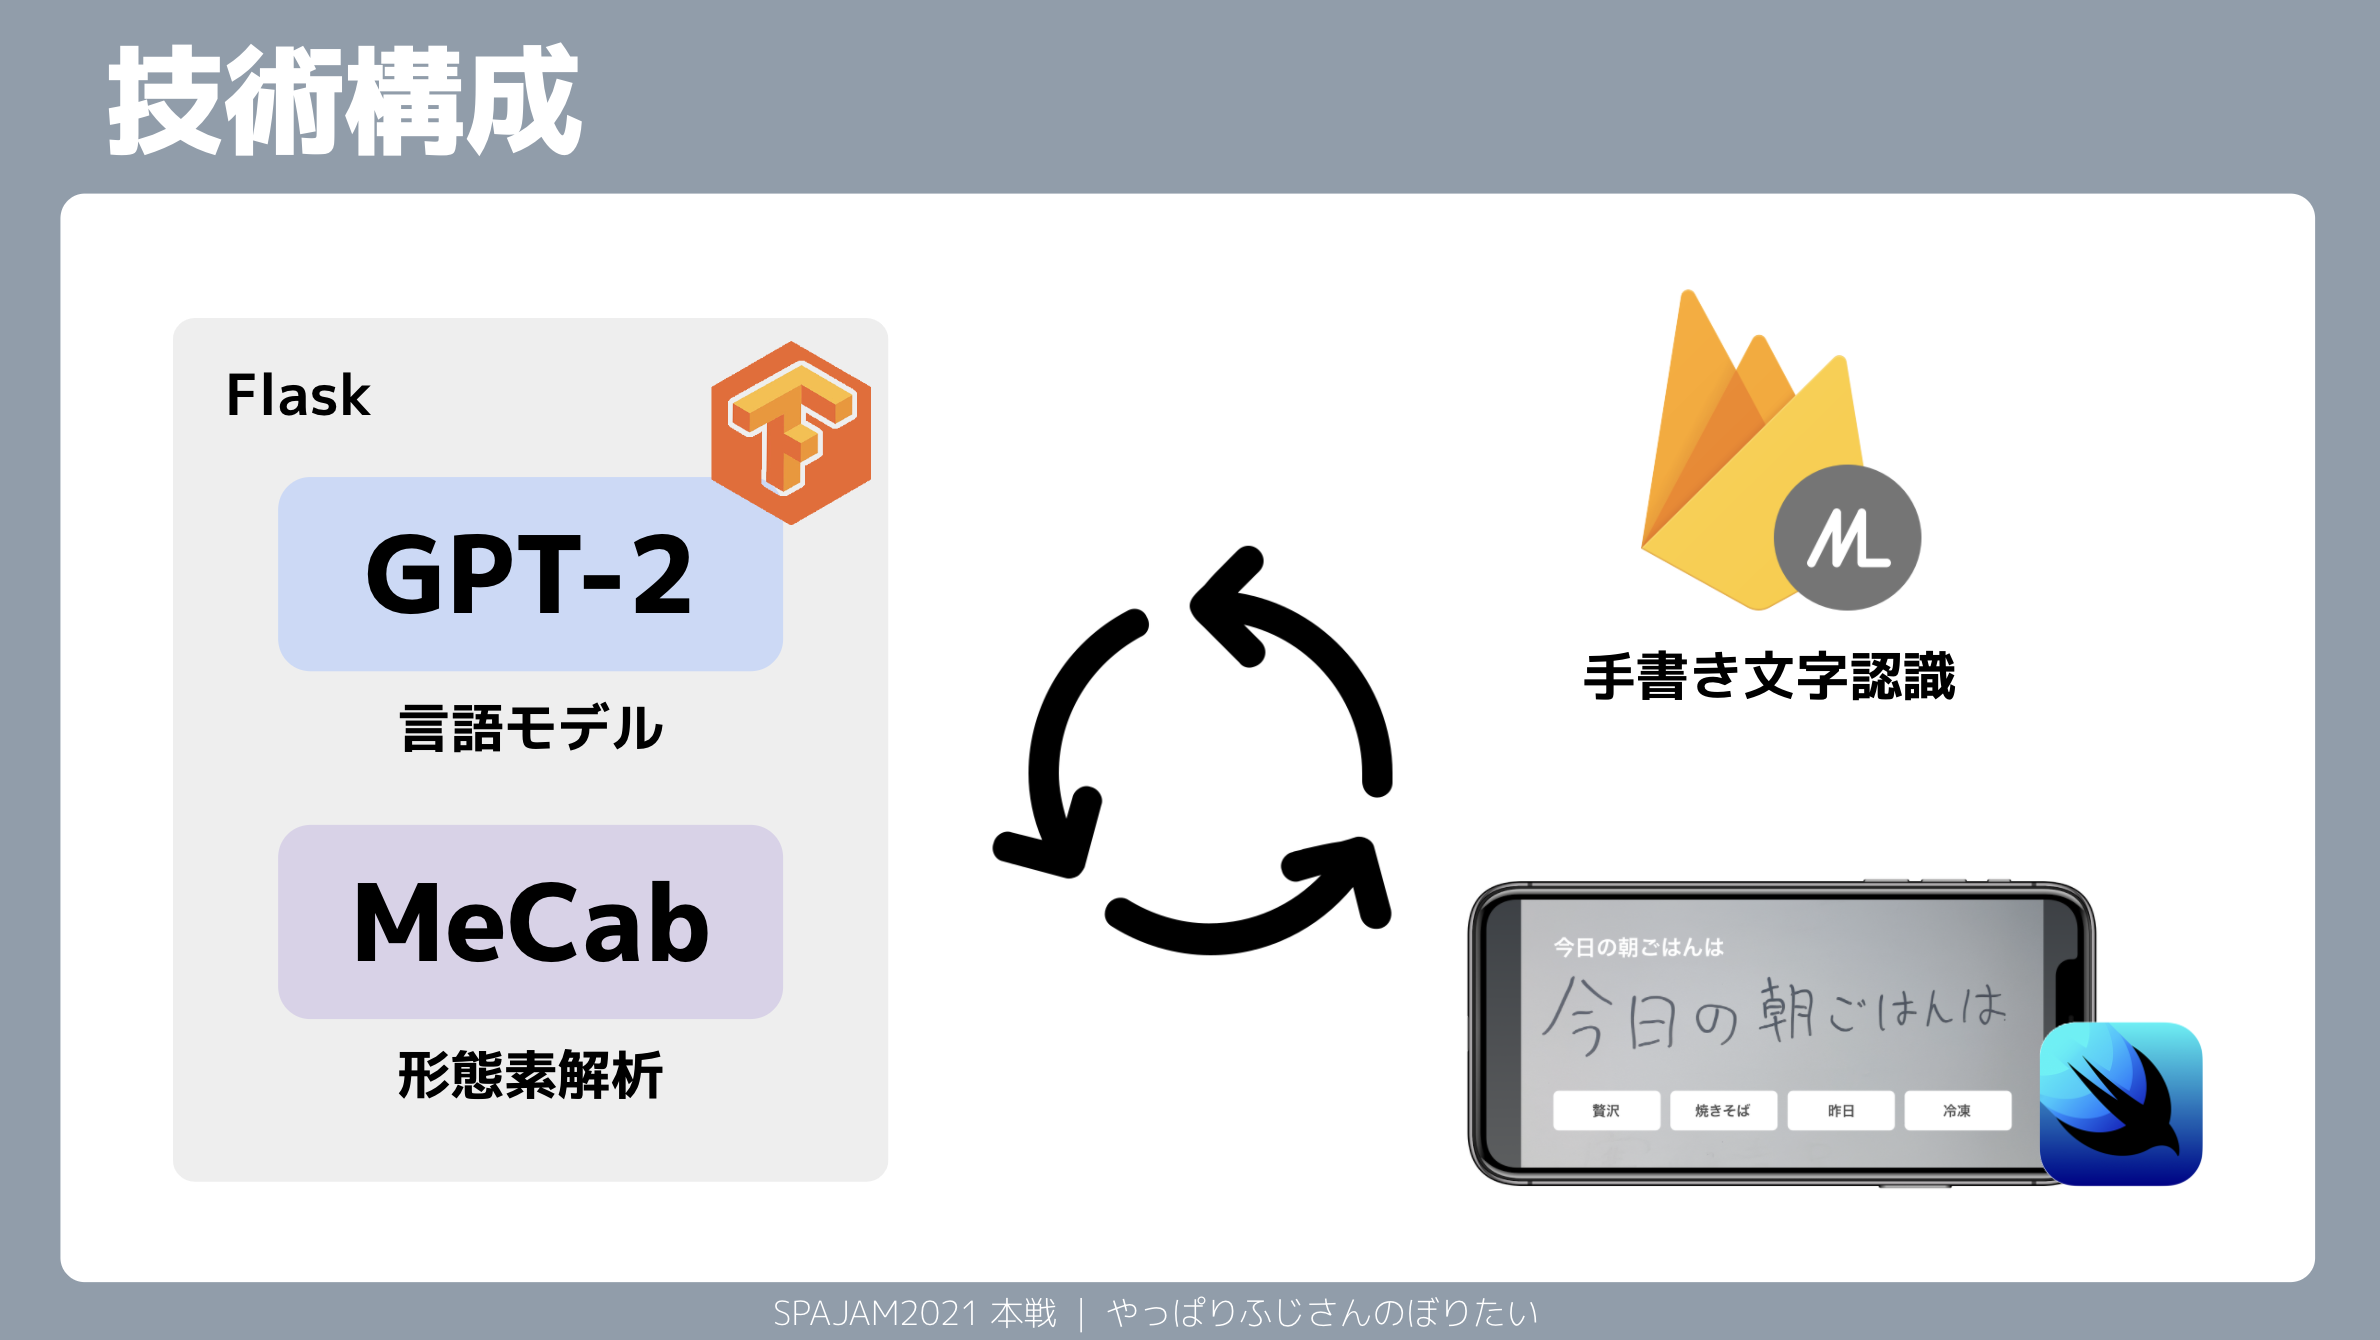 技術構成
Flask
GPT-2
言語モデル
MeCab
形態素解析
ML
手書き文字認識
今日の朝ごはんは
今日の朝ごはんは
贅沢 焼きそば 昨日 冷凍
SPAJAM2021 本戦 | やっぱりふじさんのぼりたい